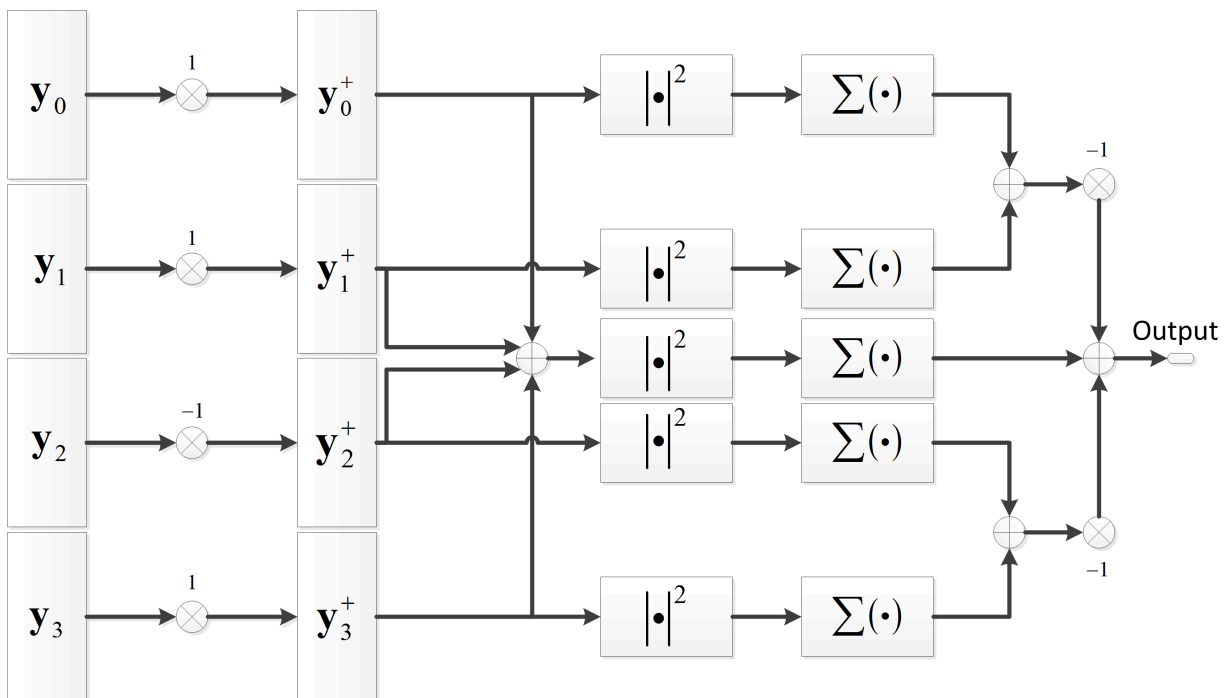 y0 1 y0+ |•|2 ∑(•)
−1
y1 1 y1+ |•|2 ∑(•)
|•|2 ∑(•) Output
y2 −1 y2+ |•|2 ∑(•)
−1
y3 1 y3+ |•|2 ∑(•)